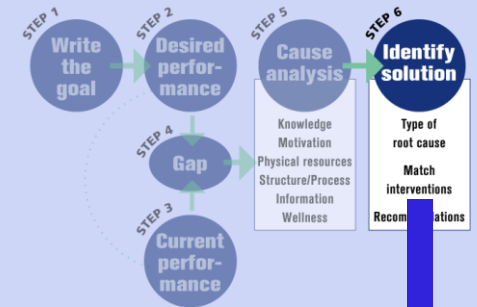 STEP 1
Write
the
goal
STEP 2
Desired
perfor-
mance
STEP 4
Gap
STEP 3
Current
perfor-
mance
STEP 5
Cause
analysis
Knowledge
Motivation
Physical resources
Structure/Process
Information
Wellness
STEP 6
Identify
solution
Type of
root cause
Match
interventions